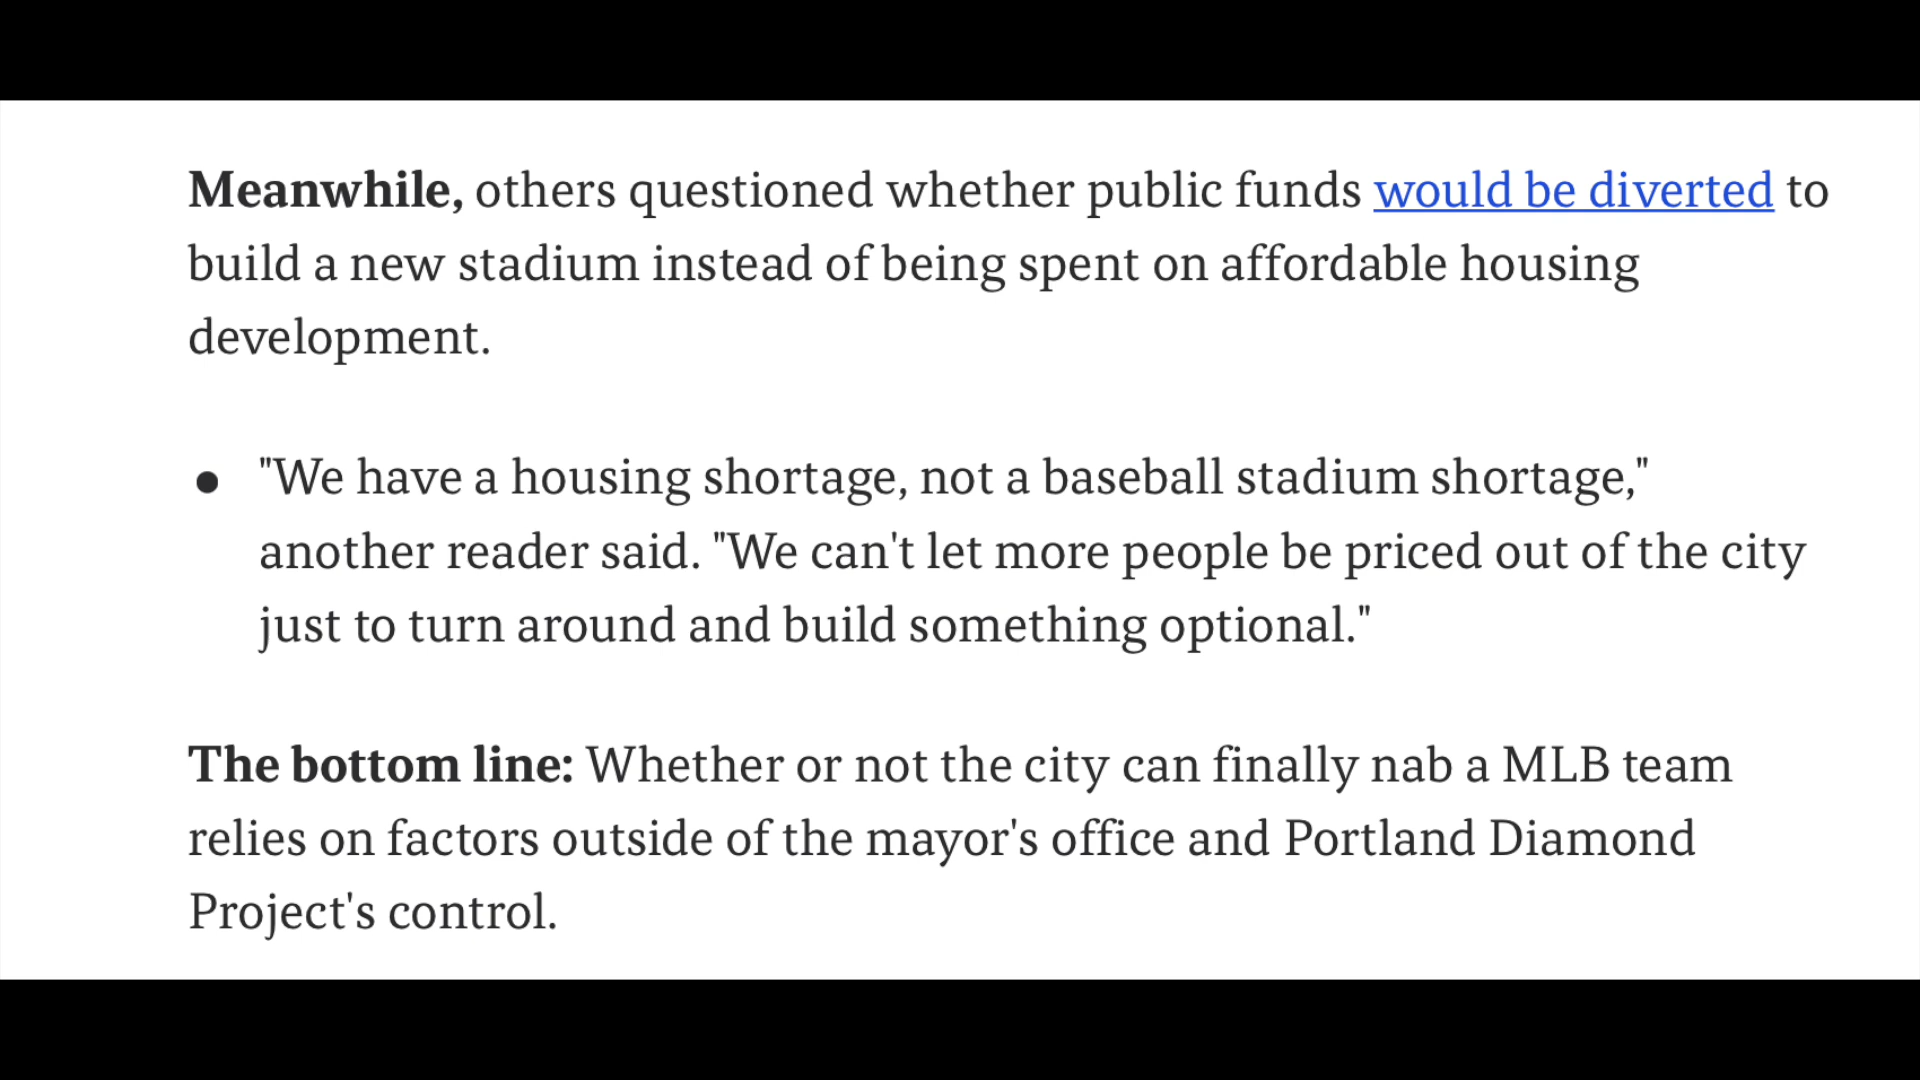 Meanwhile, others questioned whether public funds would be diverted to
build a new stadium instead of being spent on affordable housing
development.
● "We have a housing shortage, not a baseball stadium shortage,"
another reader said. "We can't let more people be priced out of the city
just to turn around and build something optional."
The bottom line: Whether or not the city can finally nab a MLB team
relies on factors outside of the mayor's office and Portland Diamond
Project's control.